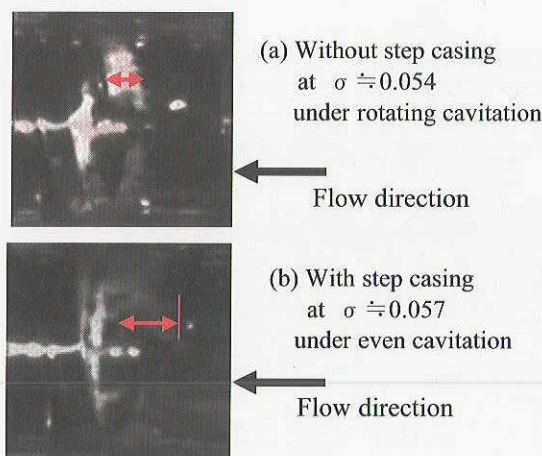 (a) Without step casing
at σ ≒0.054
under rotating cavitation
Flow direction
(b) With step casing
at σ ≒0.057
under even cavitation
Flow direction